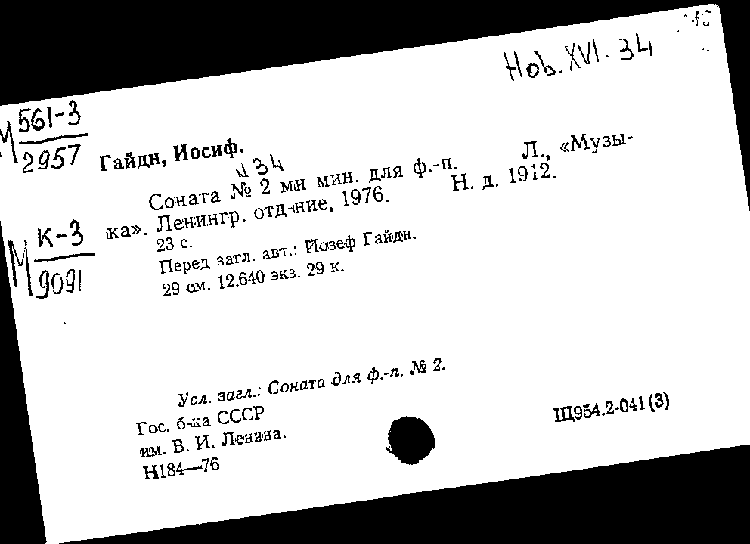 Hob. XVI. 34
М 561-3
2957
Гайдн, Иосиф.
34
Соната № 2 ми мин. для ф.-п. Л., «Музы-
ка». Ленингр. отд-ние, 1976. Н. д. 1912.
23 с.
Перед загл. авт.: Йозеф Гайдн.
29 см. 12.640 экз. 29 к.
М К-3
9091
Усл. загл.: Соната для ф.-п. № 2.
Гос. б-ка СССР
им. В. И. Ленина.
Н184—76
Щ954.2-041(3)